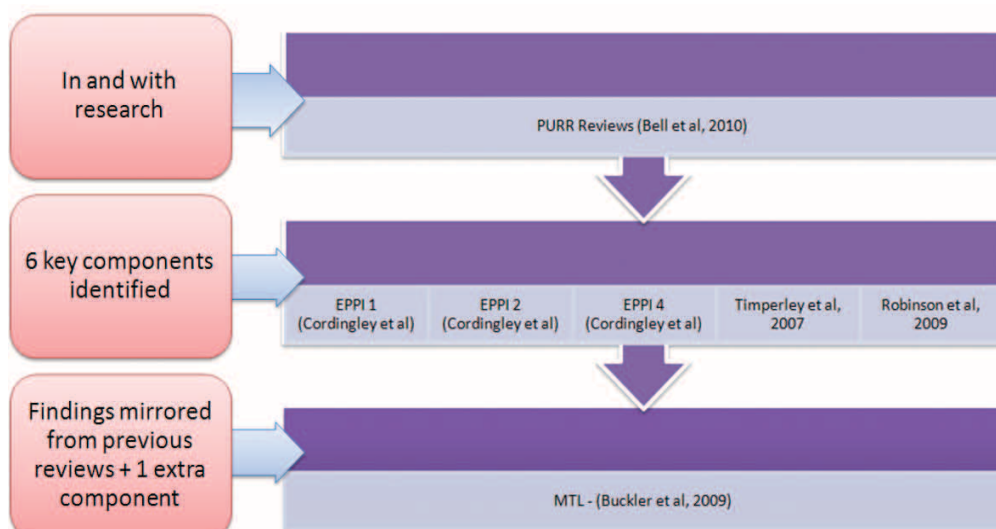 In and with
research
PURR Reviews (Bell et al, 2010)
6 key components
identified
EPPI 1
(Cordingley et al)
EPPI 2
(Cordingley et al)
EPPI 4
(Cordingley et al)
Timperley et al,
2007
Robinson et al,
2009
Findings mirrored
from previous
reviews + 1 extra
component
MTL - (Buckler et al, 2009)